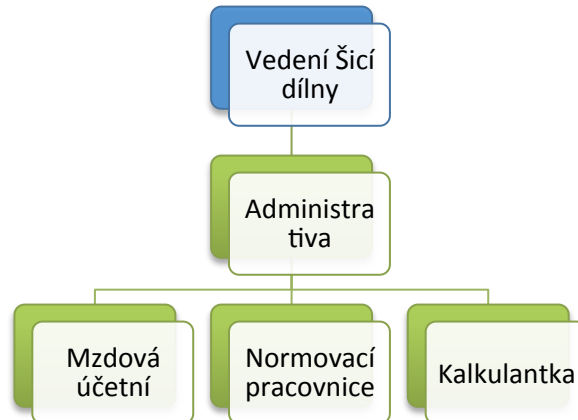 Vedení Šicí
dílny
Administra
tiva
Mzdová
účetní
Normovací
pracovnice
Kalkulantka